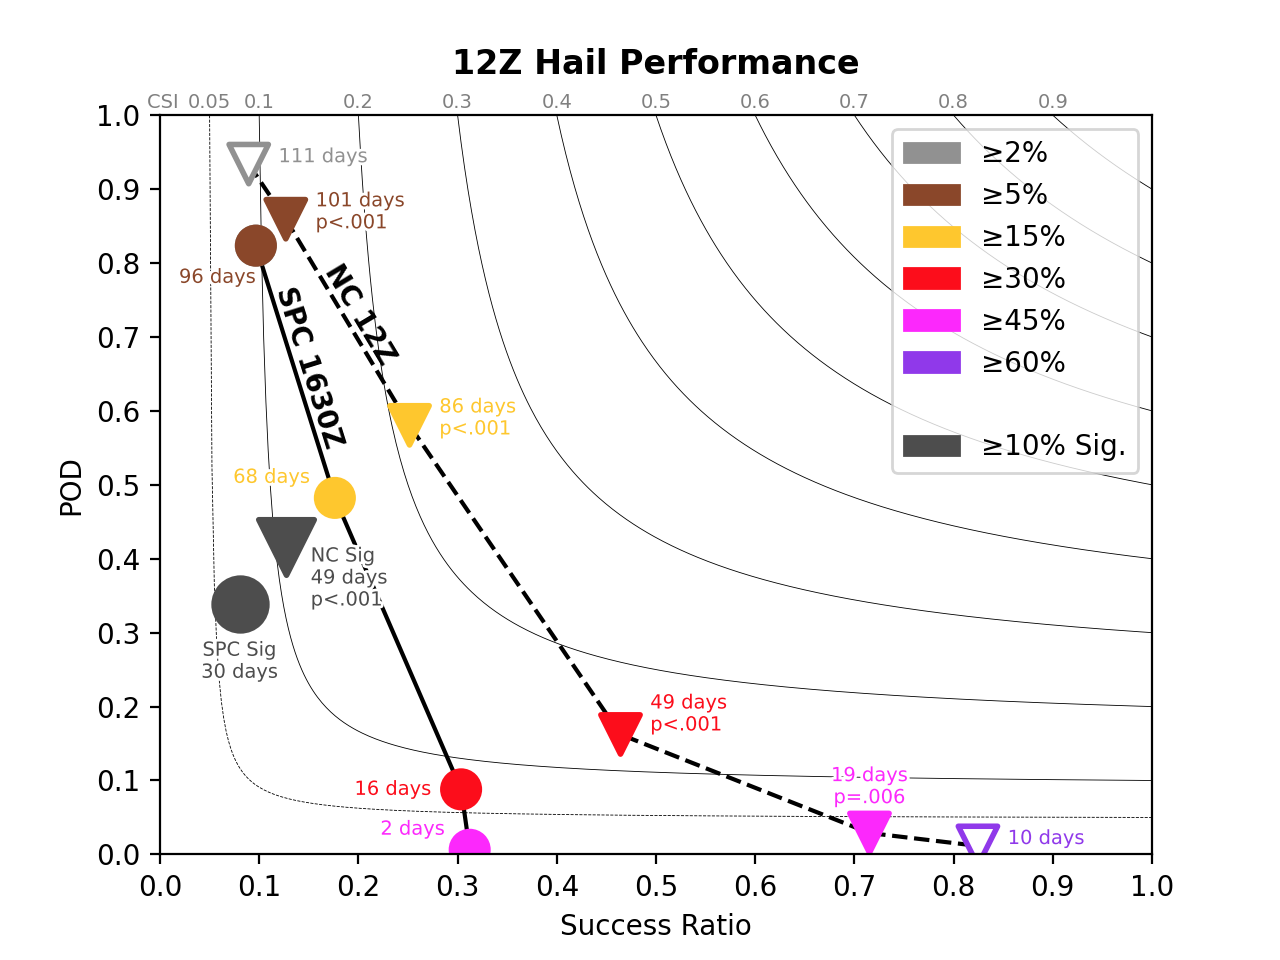 12Z Hail Performance
CSI 0.05 0.1 0.2 0.3 0.4 0.5 0.6 0.7 0.8 0.9
1.0
0.9
0.8
0.7
0.6
0.5
0.4
0.3
0.2
0.1
0.0
POD
111 days
101 days
p<.001
96 days
NC 12Z
SPC 1630Z
86 days
p<.001
68 days
NC Sig
49 days
p<.001
SPC Sig
30 days
49 days
p<.001
16 days
2 days
19 days
p=.006
10 days
≥2%
≥5%
≥15%
≥30%
≥45%
≥60%
≥10% Sig.
0.0 0.1 0.2 0.3 0.4 0.5 0.6 0.7 0.8 0.9 1.0
Success Ratio